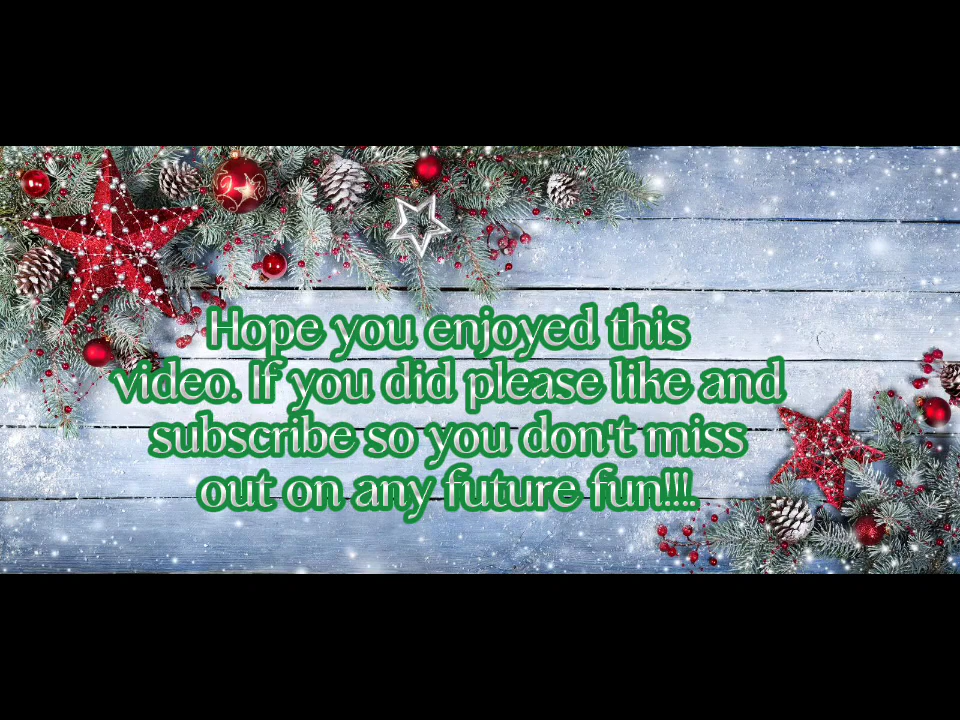 Hope you enjoyed this
video. If you did please like and
subscribe so you don't miss
out on any future fun!!!.